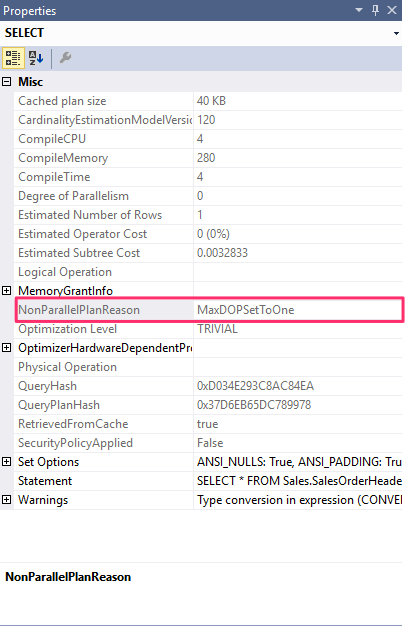 Properties
SELECT
Misc
Cached plan size 40 KB
CardinalityEstimationModelVersic 120
CompileCPU 4
CompileMemory 280
CompileTime 4
Degree of Parallelism 0
Estimated Number of Rows 1
Estimated Operator Cost 0 (0%)
Estimated Subtree Cost 0.0032833
Logical Operation
MemoryGrantInfo
NonParallelPlanReason MaxDOPSetToOne
Optimization Level TRIVIAL
OptimizerHardwareDependentPro
Physical Operation
QueryHash 0xD034E293C8AC84EA
QueryPlanHash 0x37D6EB65DC789978
RetrievedFromCache true
SecurityPolicyApplied False
Set Options ANSI_NULLS: True, ANSI_PADDING: Tru
Statement SELECT * FROM Sales.SalesOrderHeade
Warnings Type conversion in expression (CONVE
NonParallelPlanReason